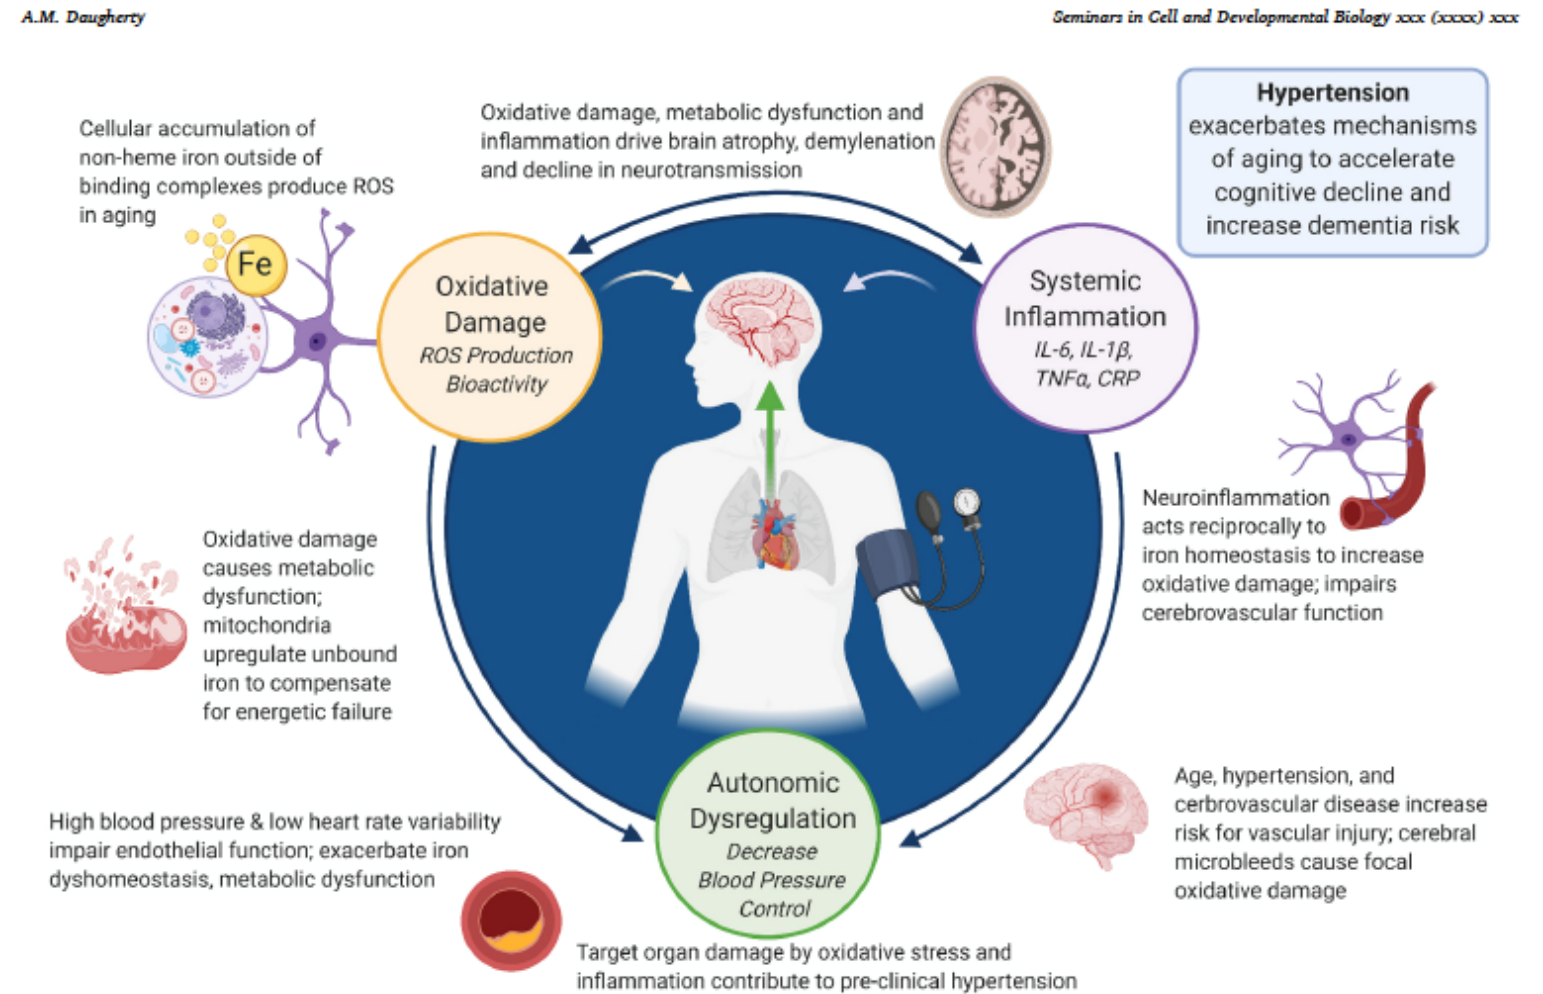 A.M. Daugherty
Seminars in Cell and Developmental Biology xxx (xxxx) xxx
Cellular accumulation of
non-heme iron outside of
binding complexes produce ROS
in aging
Fe
Oxidative damage, metabolic dysfunction and
inflammation drive brain atrophy, demylenation
and decline in neurotransmission
Hypertension
exacerbates mechanisms
of aging to accelerate
cognitive decline and
increase dementia risk
Oxidative
Damage
ROS Production
Bioactivity
Systemic
Inflammation
IL-6, IL-1β,
TNFα, CRP
Neuroinflammation
acts reciprocally to
iron homeostasis to increase
oxidative damage; impairs
cerebrovascular function
Oxidative damage
causes metabolic
dysfunction;
mitochondria
upregulate unbound
iron to compensate
for energetic failure
Autonomic
Dysregulation
Decrease
Blood Pressure
Control
Age, hypertension, and
cerbrovascular disease increase
risk for vascular injury; cerebral
microbleeds cause focal
oxidative damage
High blood pressure & low heart rate variability
impair endothelial function; exacerbate iron
dyshomeostasis, metabolic dysfunction
Target organ damage by oxidative stress and
inflammation contribute to pre-clinical hypertension